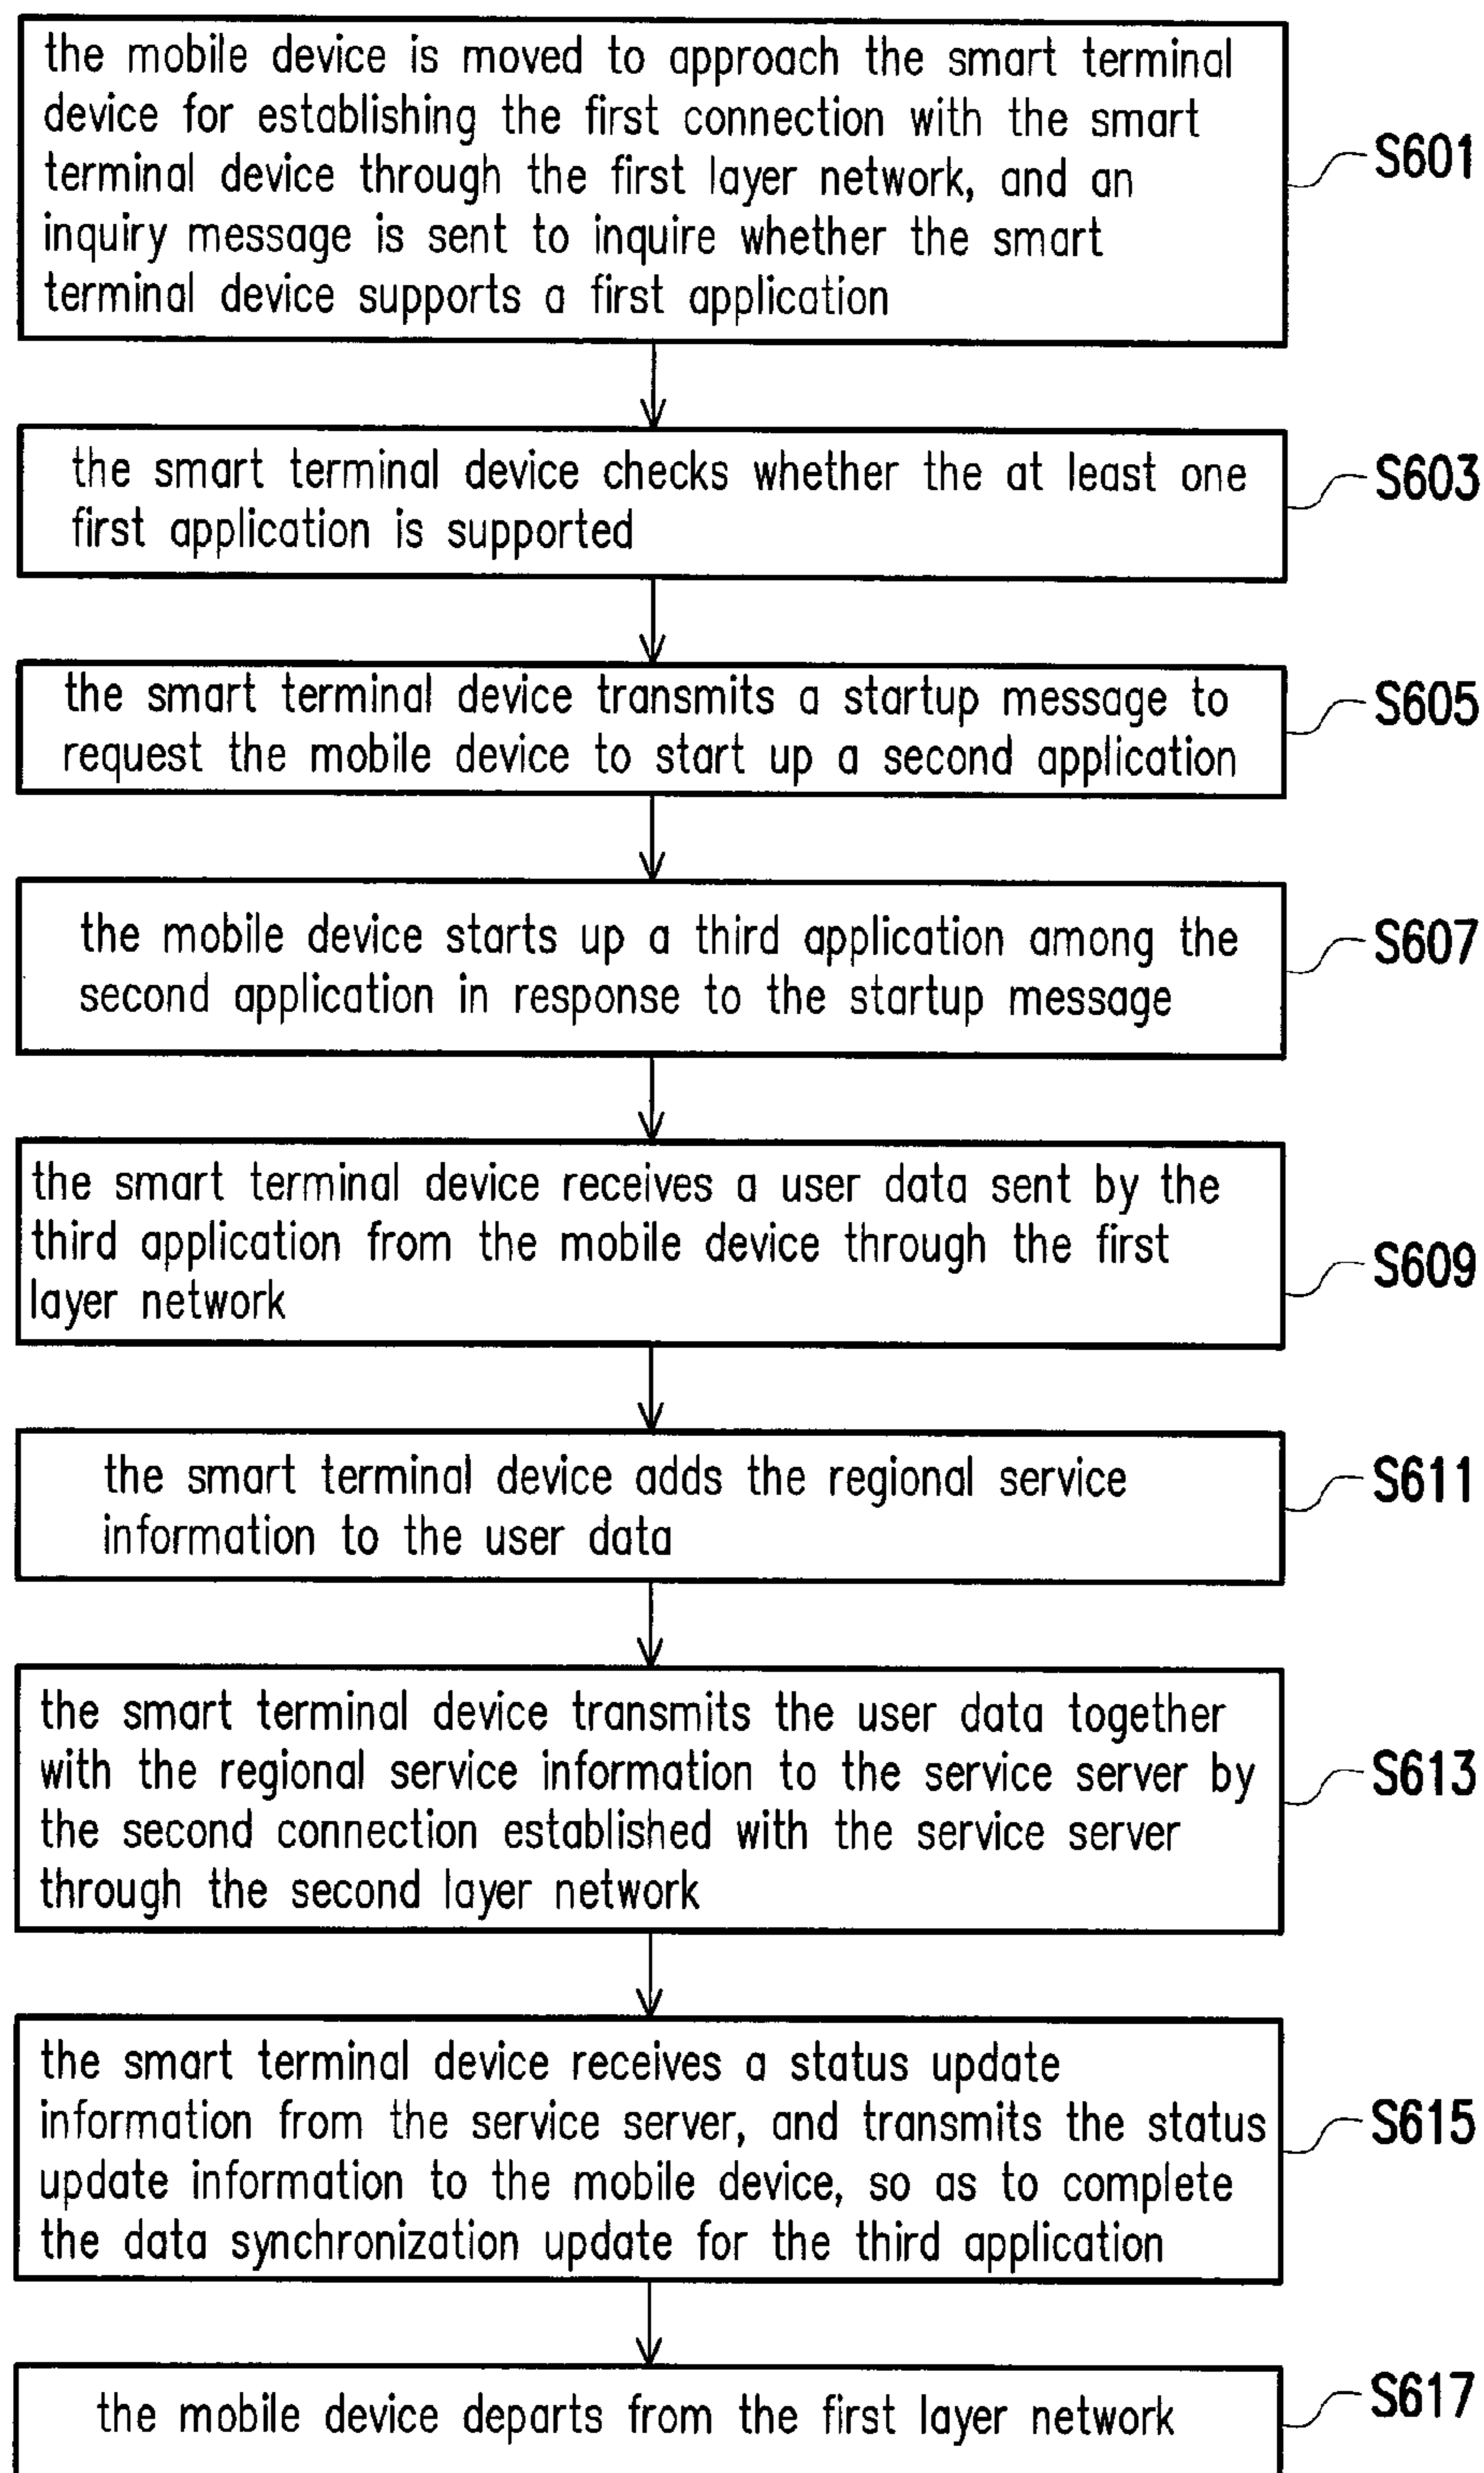 the mobile device is moved to approach the smart terminal
device for establishing the first connection with the smart
terminal device through the first layer network, and an
inquiry message is sent to inquire whether the smart
terminal device supports a first application
S601
the smart terminal device checks whether the at least one
first application is supported
S603
the smart terminal device transmits a startup message to
request the mobile device to start up a second application
S605
the mobile device starts up a third application among the
second application in response to the startup message
S607
the smart terminal device receives a user data sent by the
third application from the mobile device through the first
layer network
S609
the smart terminal device adds the regional service
information to the user data
S611
the smart terminal device transmits the user data together
with the regional service information to the service server by
the second connection established with the service server
through the second layer network
S613
the smart terminal device receives a status update
information from the service server, and transmits the status
update information to the mobile device, so as to complete
the data synchronization update for the third application
S615
the mobile device departs from the first layer network
S617